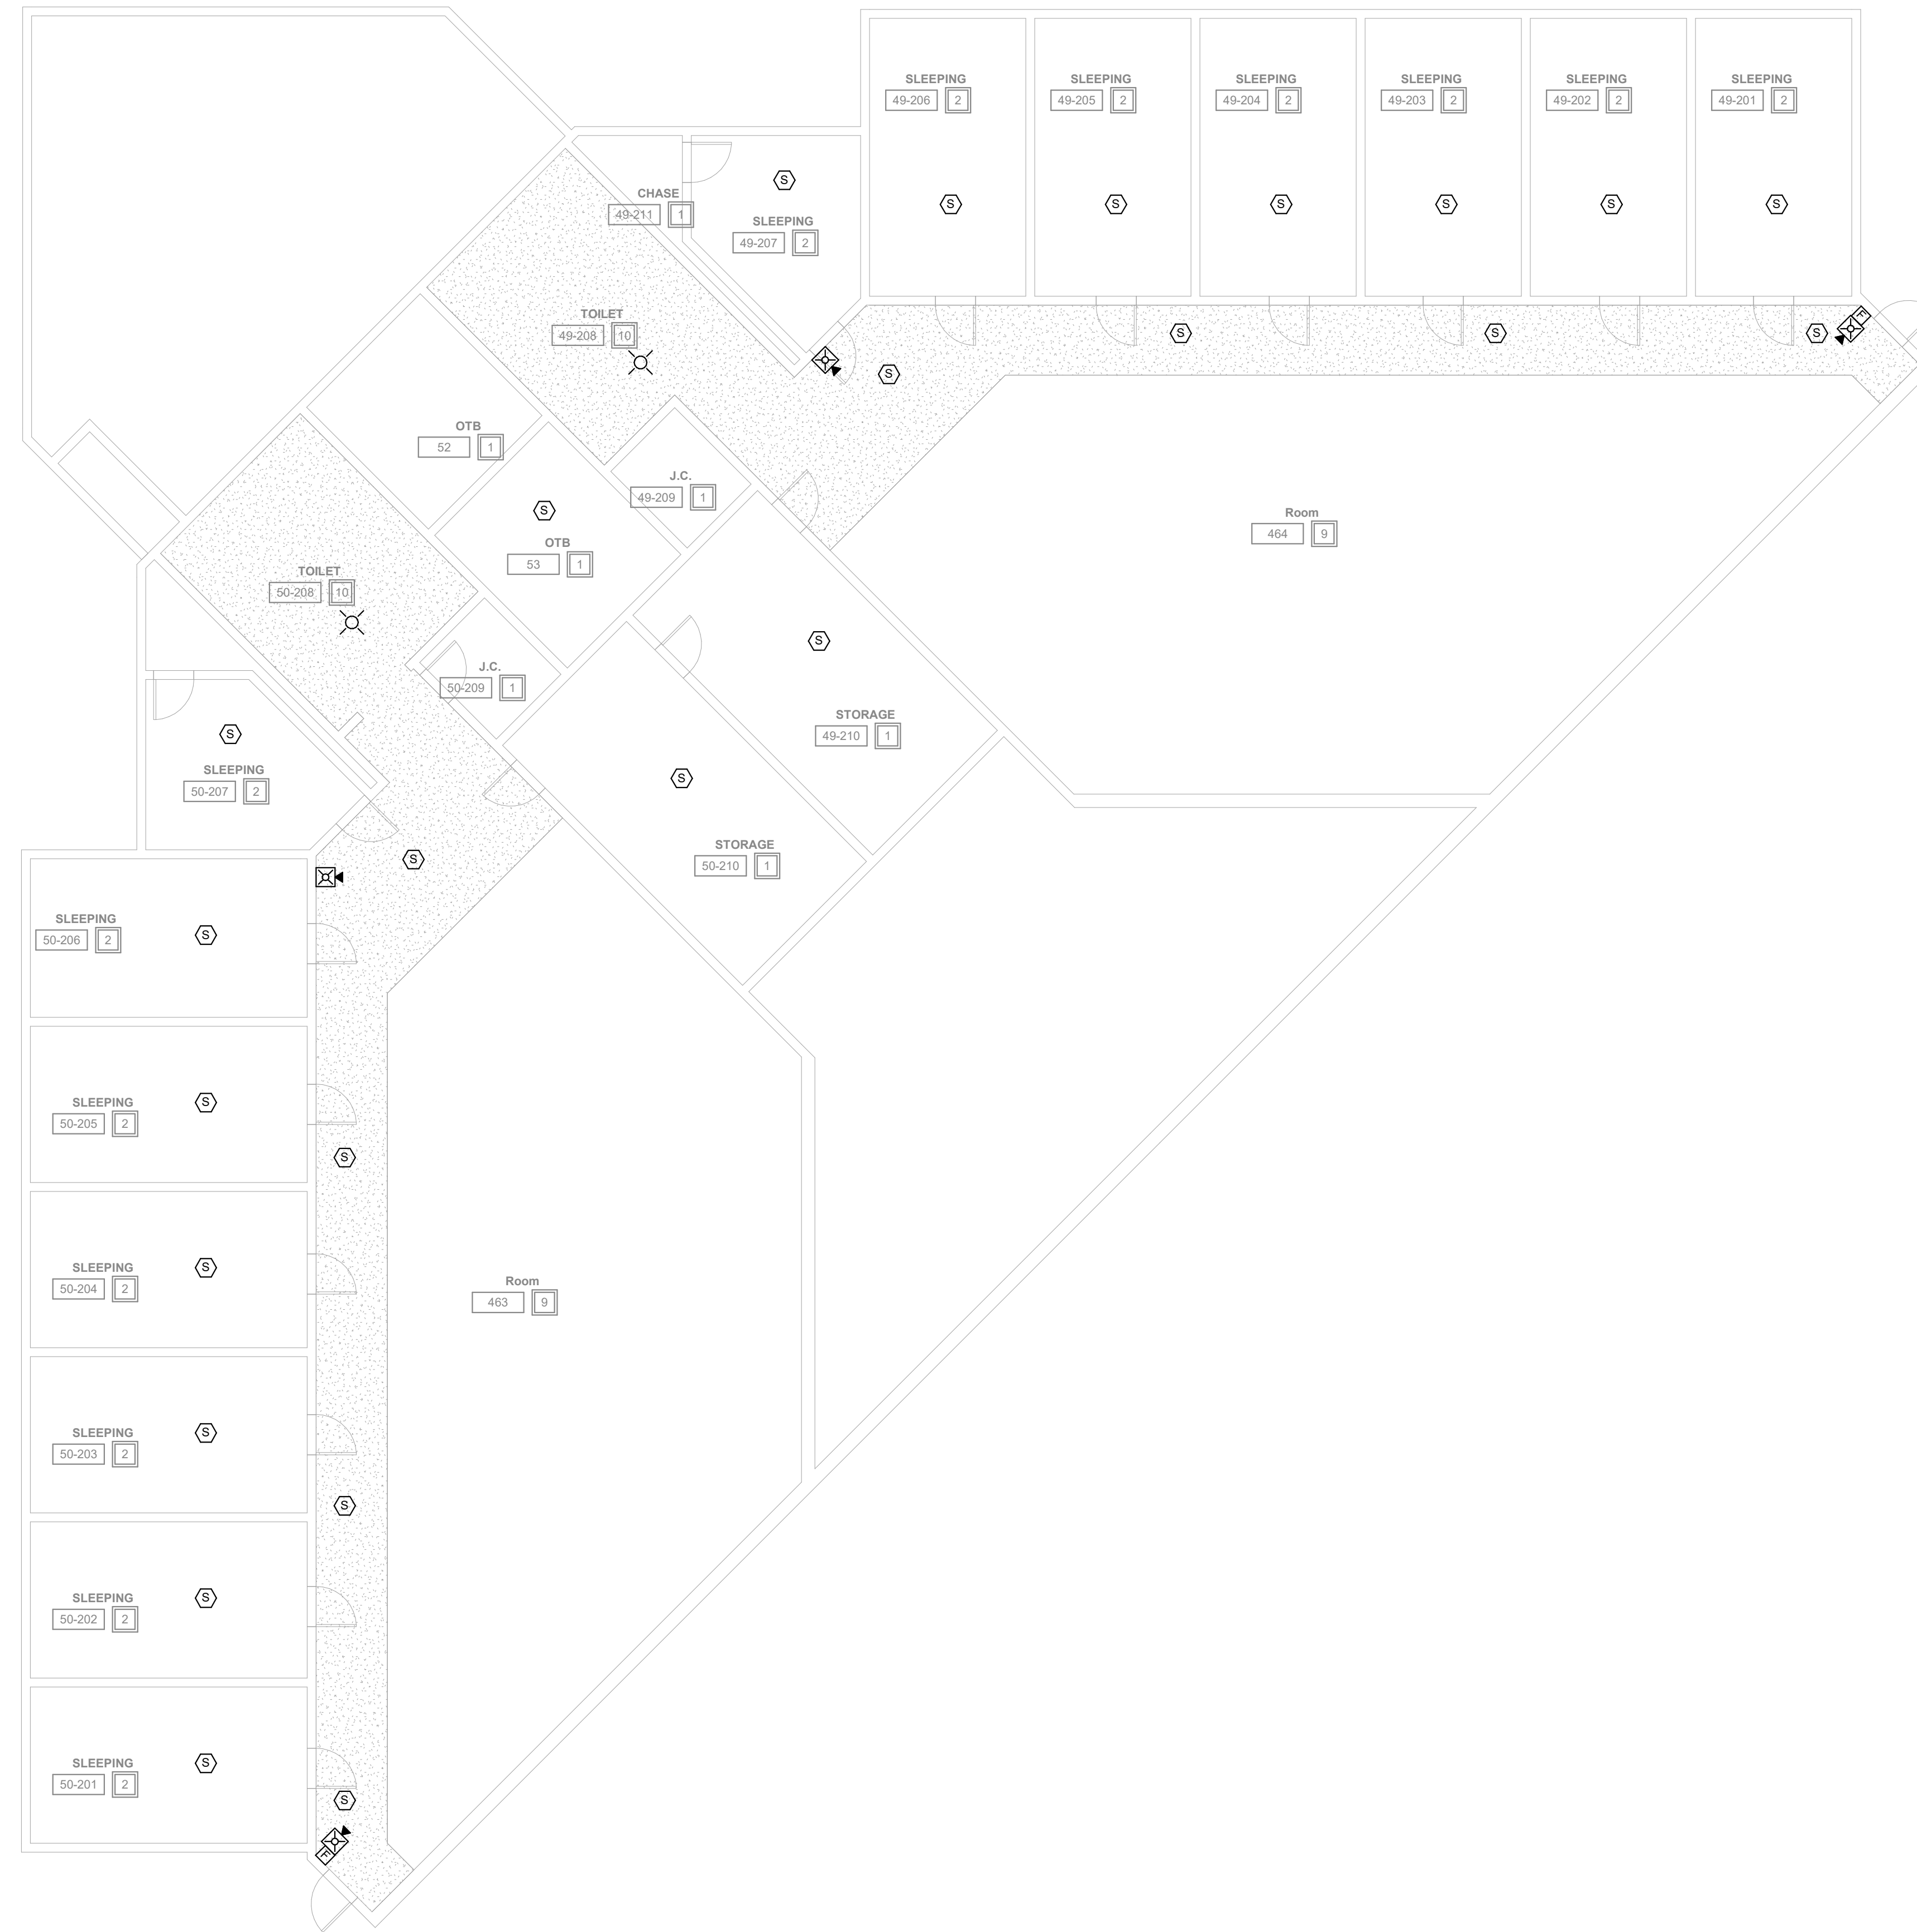 SLEEPING
49-206 2
S
SLEEPING
49-205 2
S
SLEEPING
49-204 2
S
SLEEPING
49-203 2
S
SLEEPING
49-202 2
S
SLEEPING
49-201 2
S
CHASE
49-211 1
S
SLEEPING
49-207 2
TOILET
49-208 10
S
S
S
S
F
OTB
52 1
J.C.
49-209 1
S
OTB
53 1
Room
464 9
TOILET
50-208 10
J.C.
50-209 1
S
STORAGE
49-210 1
S
SLEEPING
50-207 2
S
STORAGE
50-210 1
S
SLEEPING
50-206 2
S
SLEEPING
50-205 2
S
S
SLEEPING
50-204 2
S
Room
463 9
SLEEPING
50-203 2
S
S
SLEEPING
50-202 2
S
SLEEPING
50-201 2
S
S
F